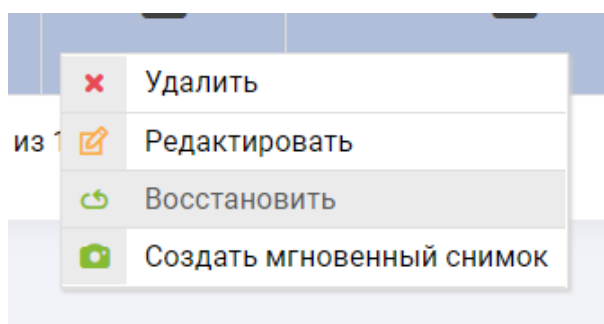 Удалить
из 1
Редактировать
Восстановить
Создать мгновенный снимок